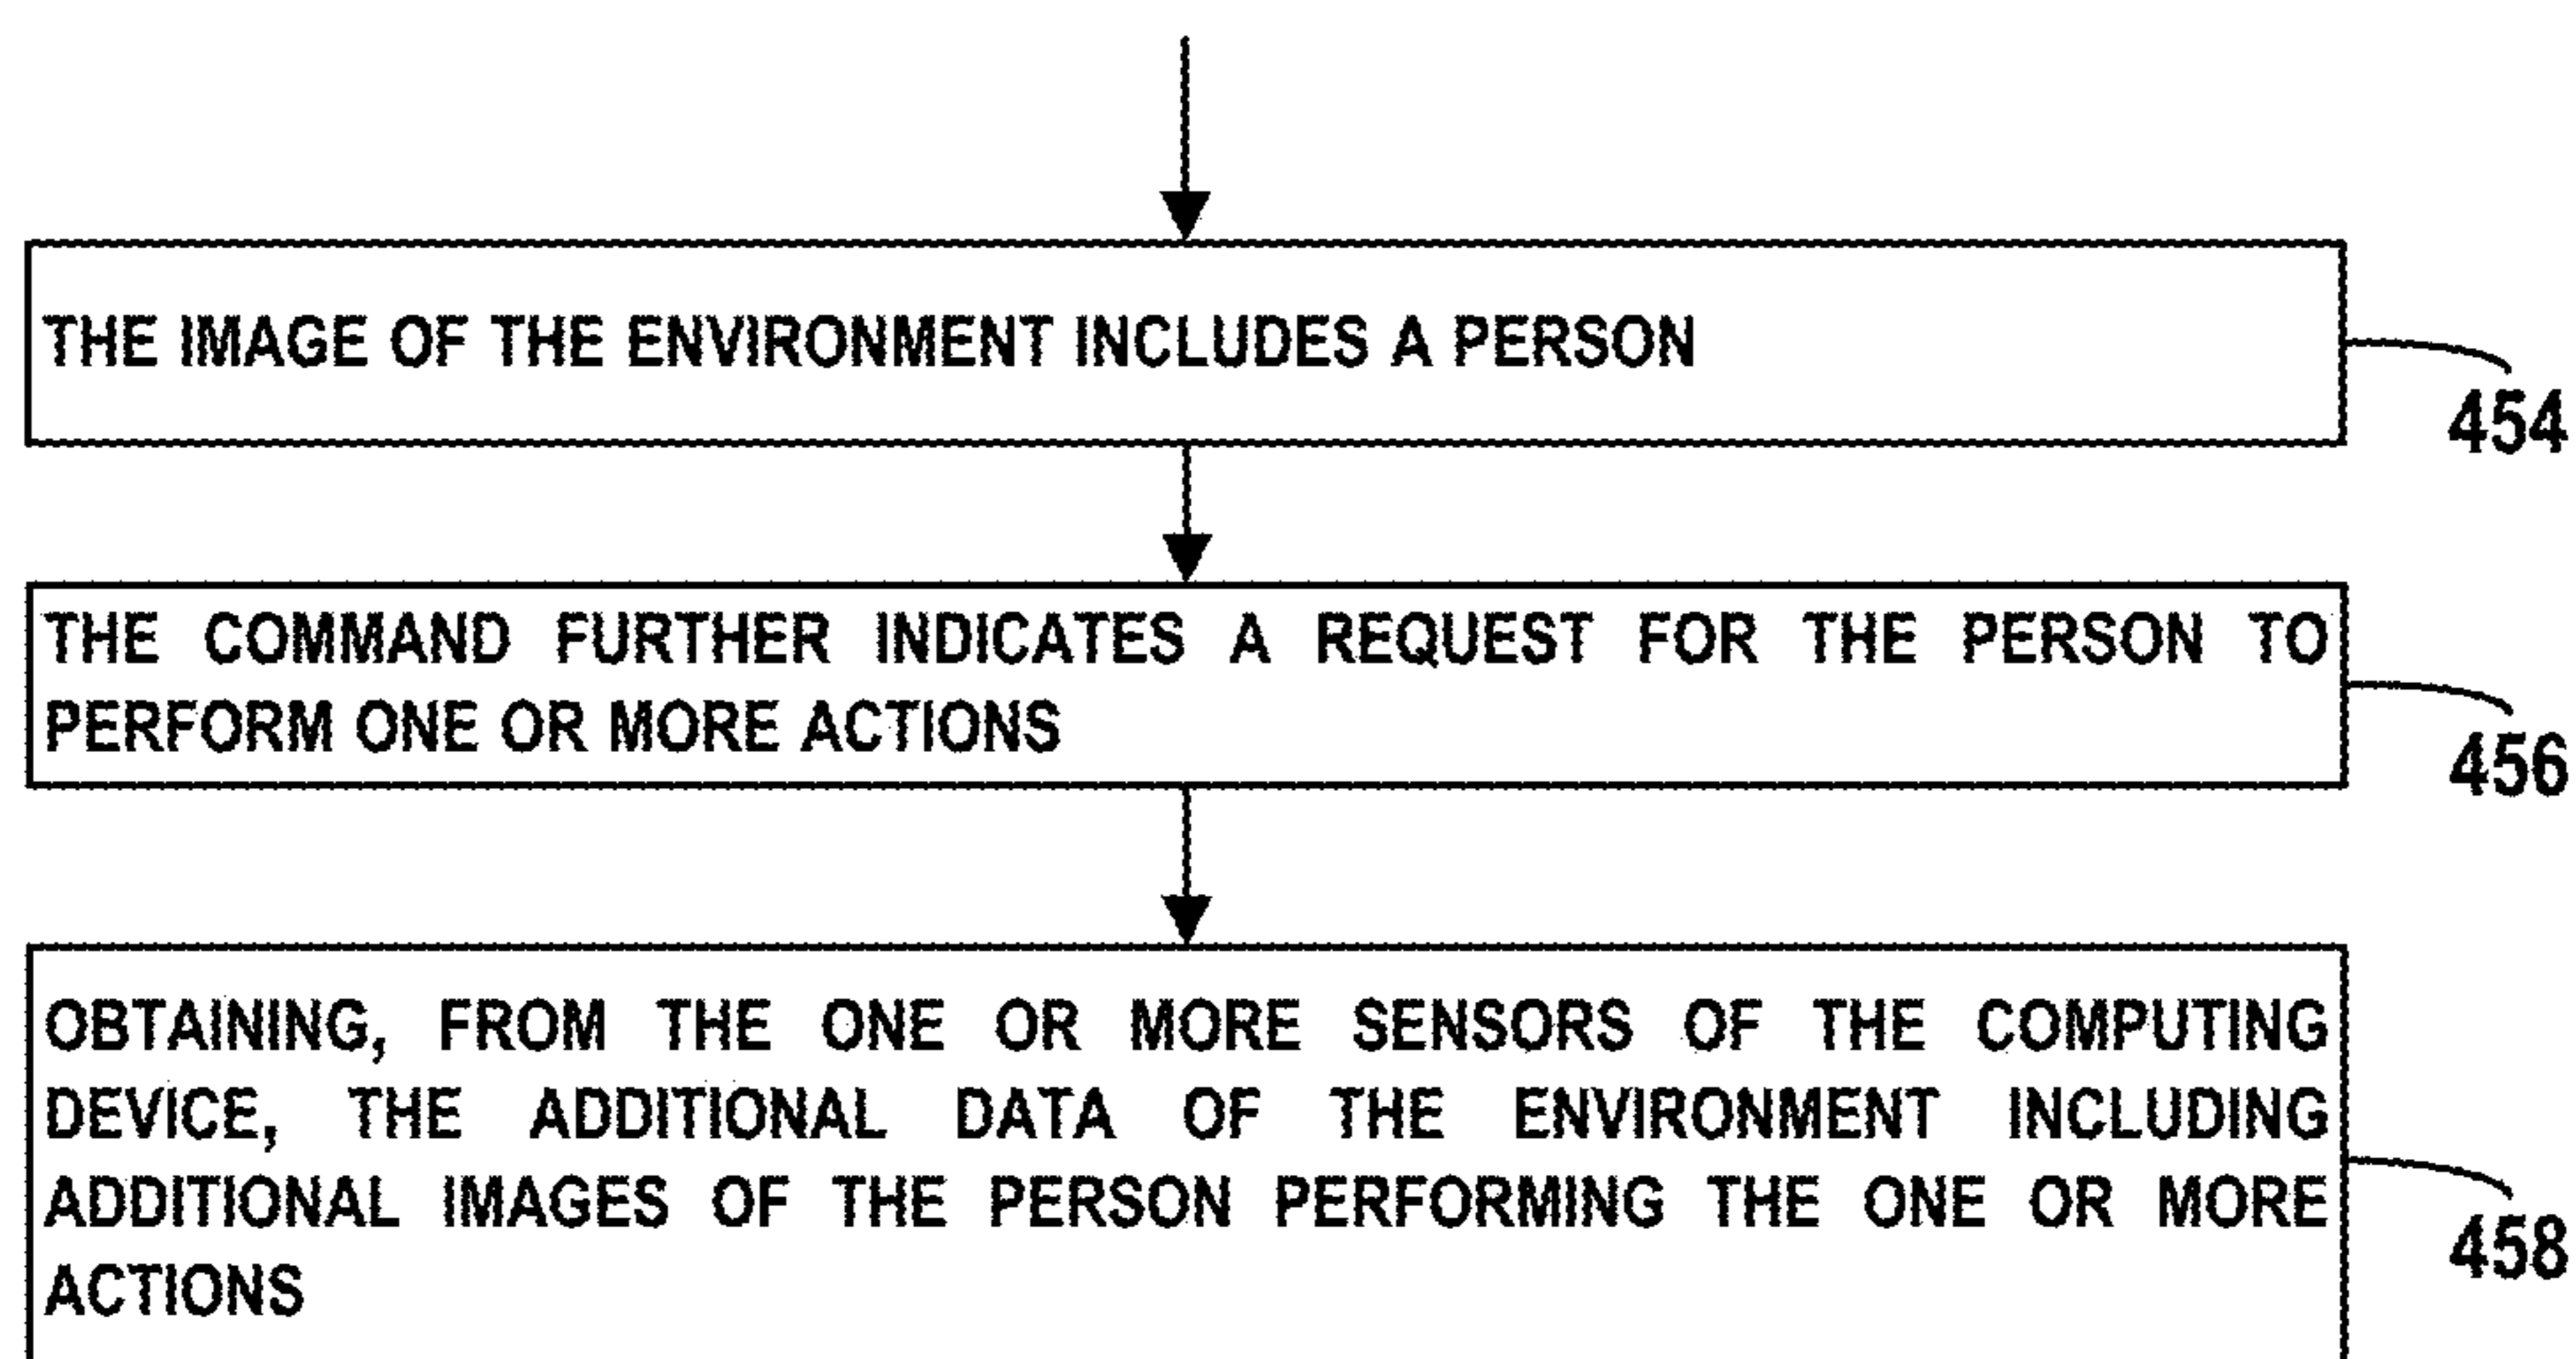 THE IMAGE OF THE ENVIRONMENT INCLUDES A PERSON
454
THE COMMAND FURTHER INDICATES A REQUEST FOR THE PERSON TO
PERFORM ONE OR MORE ACTIONS
456
OBTAINING, FROM THE ONE OR MORE SENSORS OF THE COMPUTING
DEVICE, THE ADDITIONAL DATA OF THE ENVIRONMENT INCLUDING
ADDITIONAL IMAGES OF THE PERSON PERFORMING THE ONE OR MORE
ACTIONS
458